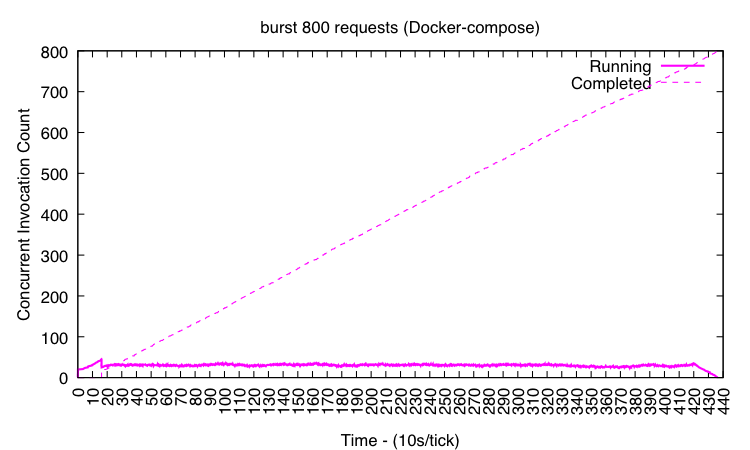 burst 800 requests (Docker-compose)
800
700
600
500
400
300
200
100
0
Concurrent Invocation Count
Running
Completed
0 10 20 30 40 50 60 70 80 90 100 110 120 130 140 150 160 170 180 190 200 210 220 230 240 250 260 270 280 290 300 310 320 330 340 350 360 370 380 390 400 410 420 430 440
Time - (10s/tick)